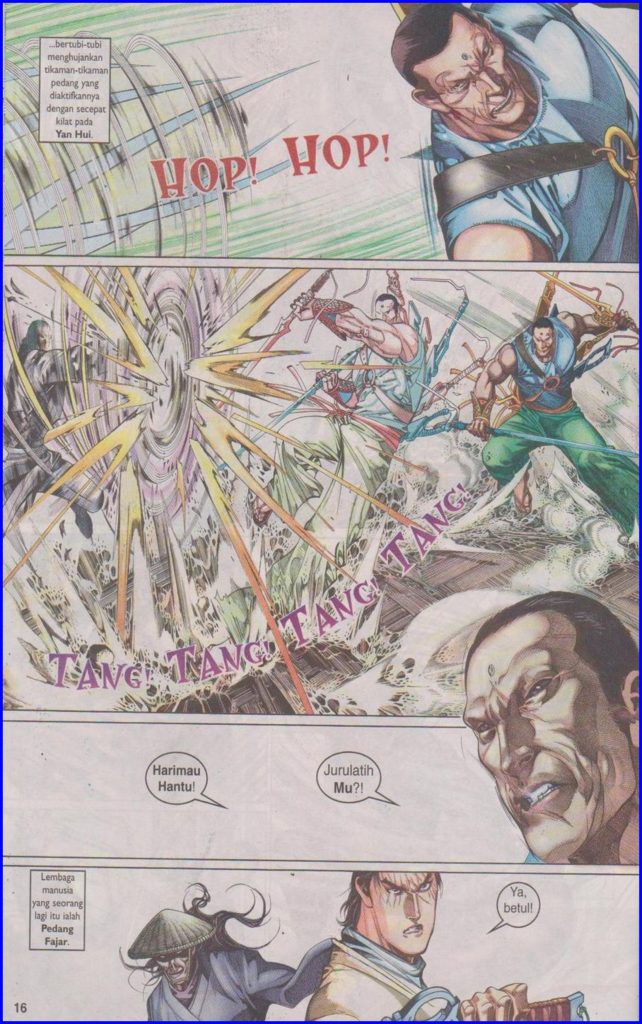 ...bertubi-tubi
menghujankan
tikaman-tikaman
pedang yang
diaktifkannya
dengan secepat
kilat pada
Yan Hui.
HOP! HOP!
TANG! TANG! TANG! TANG!
Harimau
Hantu!
Jurulatih
Mu?!
Lembaga
manusia
yang seorang
lagi itu ialah
Pedang
Fajar.
Ya,
betul!
16